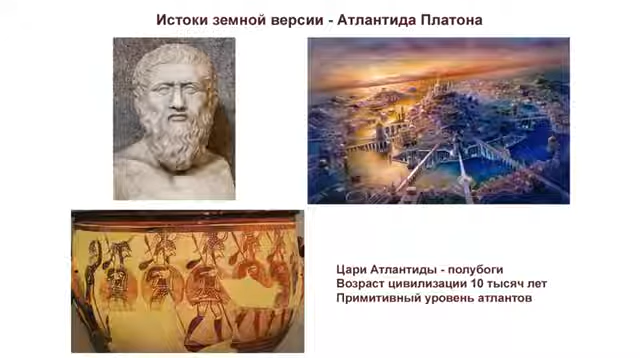 Истоки земной версии - Атлантида Платона
Цари Атлантиды - полубоги
Возраст цивилизации 10 тысяч лет
Примитивный уровень атлантов